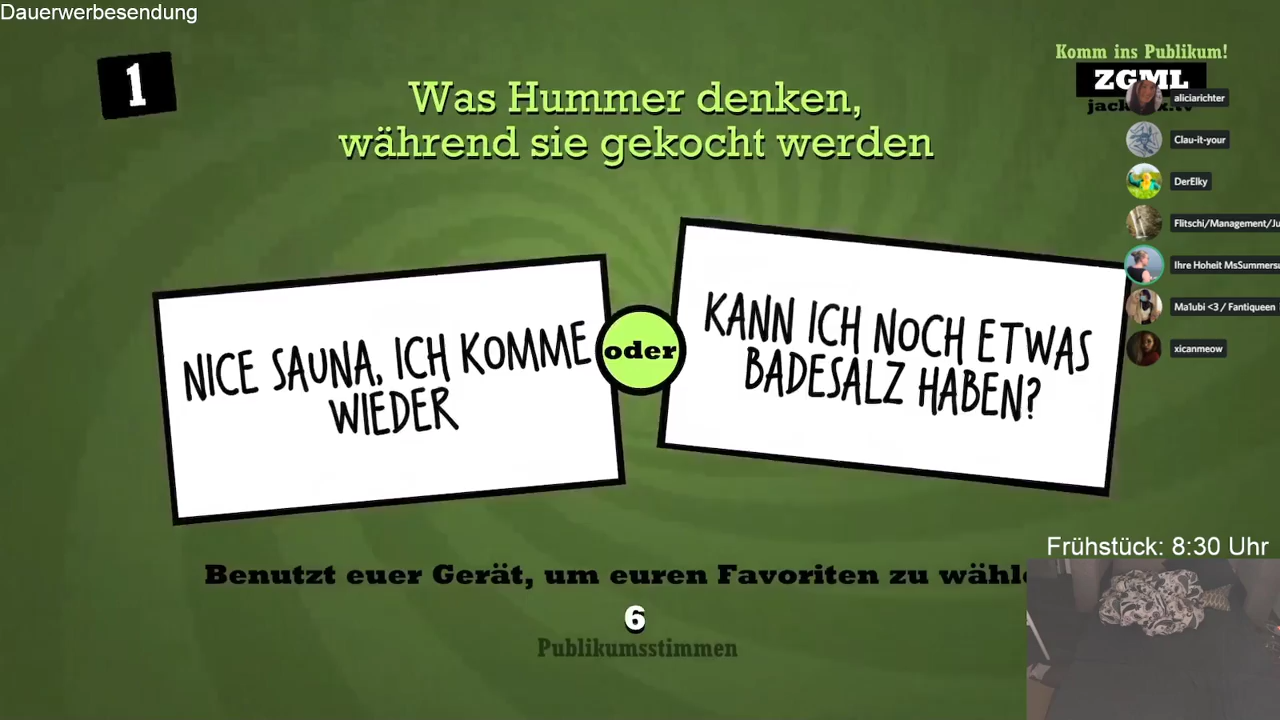 Dauerwerbesendung
1
Komm ins Publikum!
ZGML
Was Hummer denken,
während sie gekocht werden
aliciarichter
Clau-it-your
DerElky
Flitschi/Management/Ju
Ihre Hoheit MsSummers
Ma1ubi <3 / Fantiqueen
xicanmeow
NICE SAUNA, ICH KOMME
WIEDER
oder
KANN ICH NOCH ETWAS
BADESALZ HABEN?
Frühstück: 8:30 Uhr
Benutzt euer Gerät, um euren Favoriten zu wähle
6
Publikumsstimmen